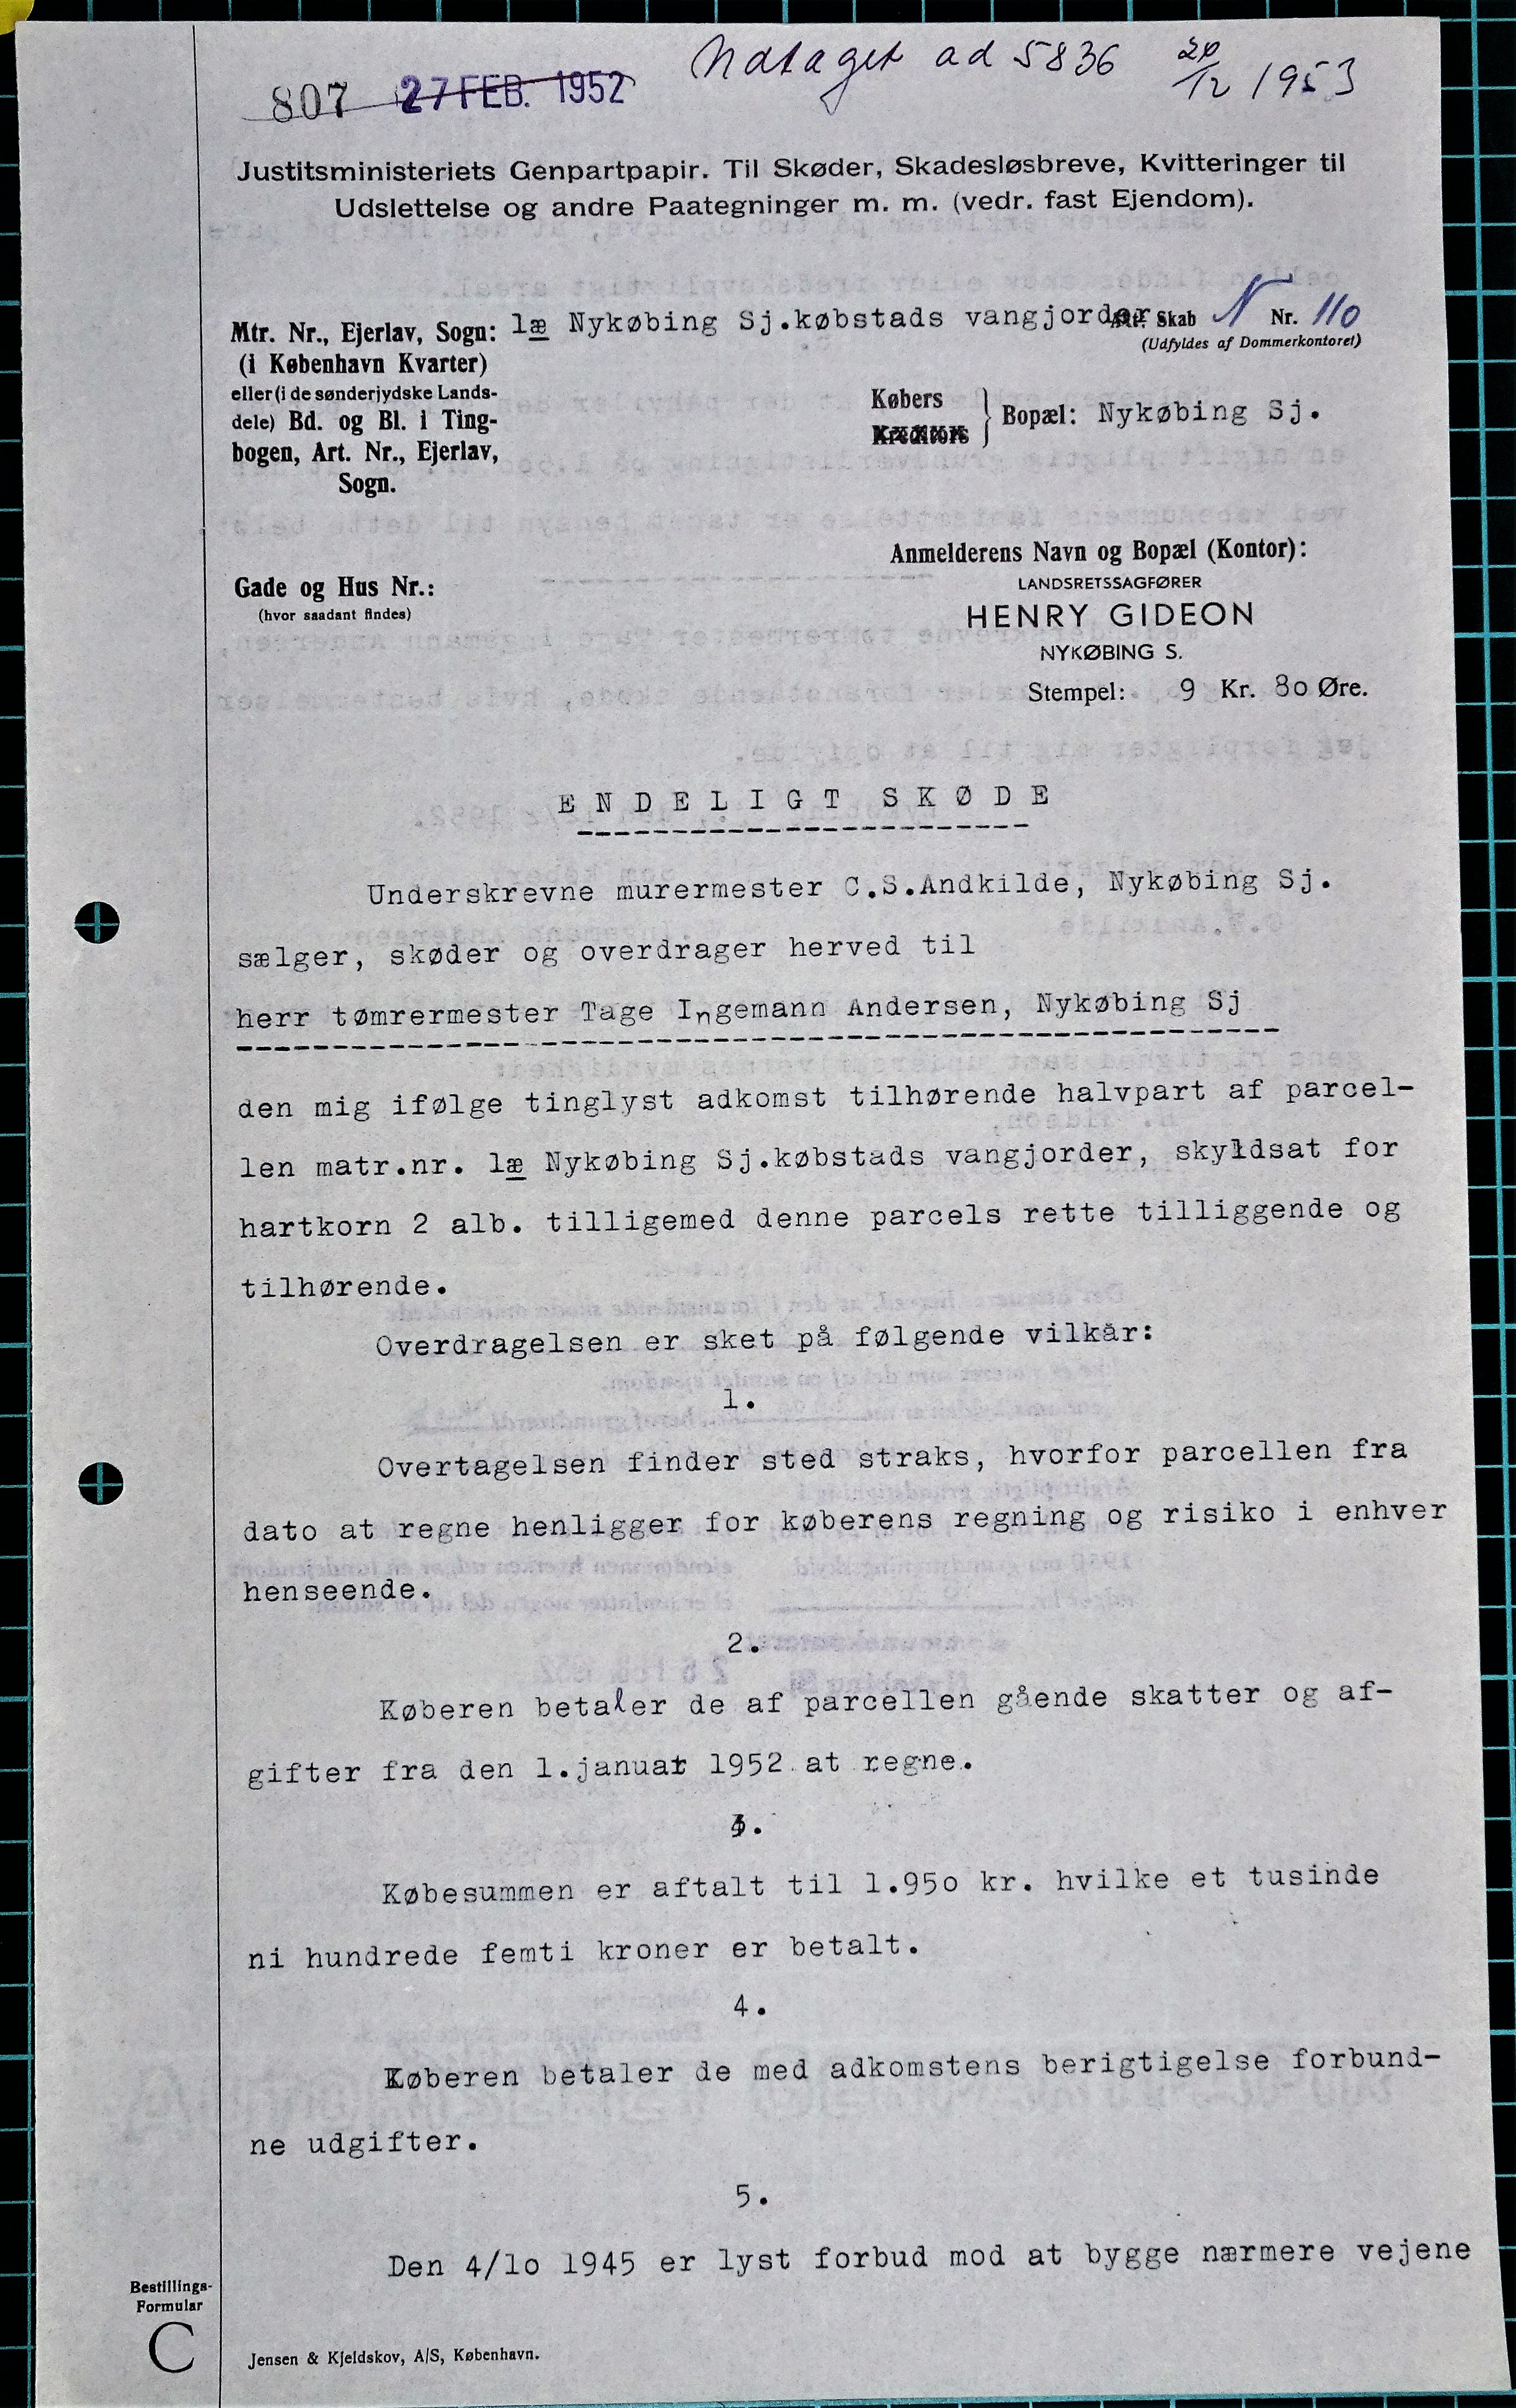 807 27 FEB. 1952 Udtaget ad 5836 29/12 1953
Justitsministeriets Genpartpapir. Til Skøder, Skadesløsbreve, Kvitteringer til
Udslettelse og andre Paategninger m. m. (vedr. fast Ejendom).
Mtr. Nr., Ejerlav, Sogn: 1æ Nykøbing Sj.købstads vangjorder. Skab N Nr. 110
(i København Kvarter) (Udfyldes af Dommerkontoret)
eller (i de sønderjydske Lands-
dele) Bd. og Bl. i Ting-
bogen, Art. Nr., Ejerlav,
Sogn.
Købers
Kreditors
Bopæl: Nykøbing Sj.
Anmelderens Navn og Bopæl (Kontor):
Gade og Hus Nr.:
(hvor saadant findes)
LANDSRETSSAGFØRER
HENRY GIDEON
NYKØBING S.
Stempel: 9 Kr. 80 Øre.
ENDELIGT SKØDE
Underskrevne murermester C.S.Andkilde, Nykøbing Sj.
sælger, skøder og overdrager herved til
herr tømrermester Tage Ingemann Andersen, Nykøbing Sj
den mig ifølge tinglyst adkomst tilhørende halvpart af parcel-
len matr.nr. 1æ Nykøbing Sj.købstads vangjorder, skyldsat for
hartkorn 2 alb. tilligemed denne parcels rette tilliggende og
tilhørende.
Overdragelsen er sket på følgende vilkår:
1.
Overtagelsen finder sted straks, hvorfor parcellen fra
dato at regne henligger for køberens regning og risiko i enhver
henseende.
2.
Køberen betaler de af parcellen gående skatter og af-
gifter fra den 1.januar 1952 at regne.
3.
Købesummen er aftalt til 1.950 kr. hvilke et tusinde
ni hundrede femti kroner er betalt.
4.
Køberen betaler de med adkomstens berigtigelse forbund-
ne udgifter.
5.
Den 4/10 1945 er lyst forbud mod at bygge nærmere vejene
Bestillings-
Formular
C
Jensen & Kjeldskov, A/S, København.